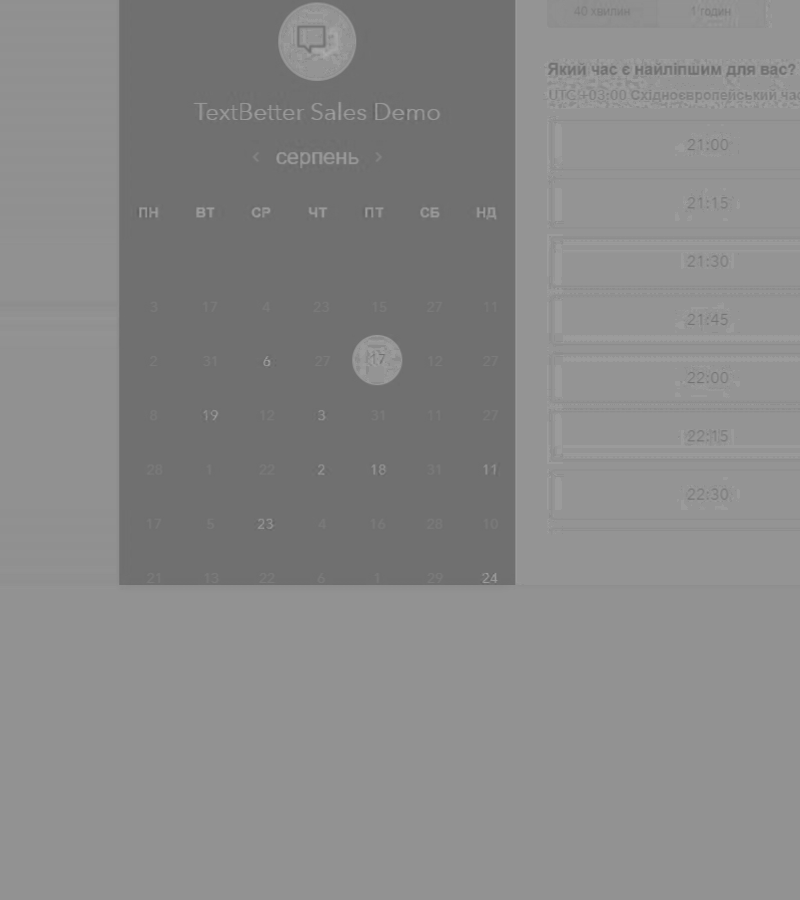 40 хвилин 1 годин
TextBetter Sales Demo
‹ серпень ›
ПН ВТ СР ЧТ ПТ СБ НД
3 17 4 23 15 27 11
2 31 6 27 17 12 27
8 19 12 3 31 11 27
28 1 22 2 18 31 11
17 5 23 4 16 28 10
21 13 22 6 1 29 24
Який час є найліпшим для вас?
UTC+03:00 Східноєвропейський час
21:00
21:15
21:30
21:45
22:00
22:15
22:30